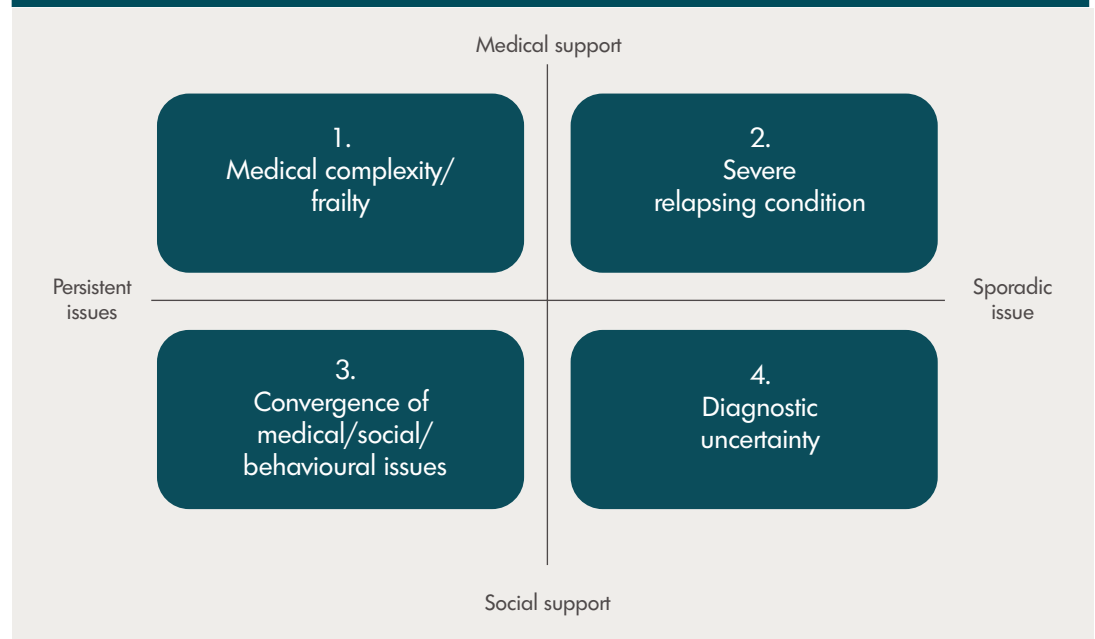 Medical support
1.
Medical complexity/
frailty
2.
Severe
relapsing condition
Persistent
issues
Sporadic
issue
3.
Convergence of
medical/social/
behavioural issues
4.
Diagnostic
uncertainty
Social support